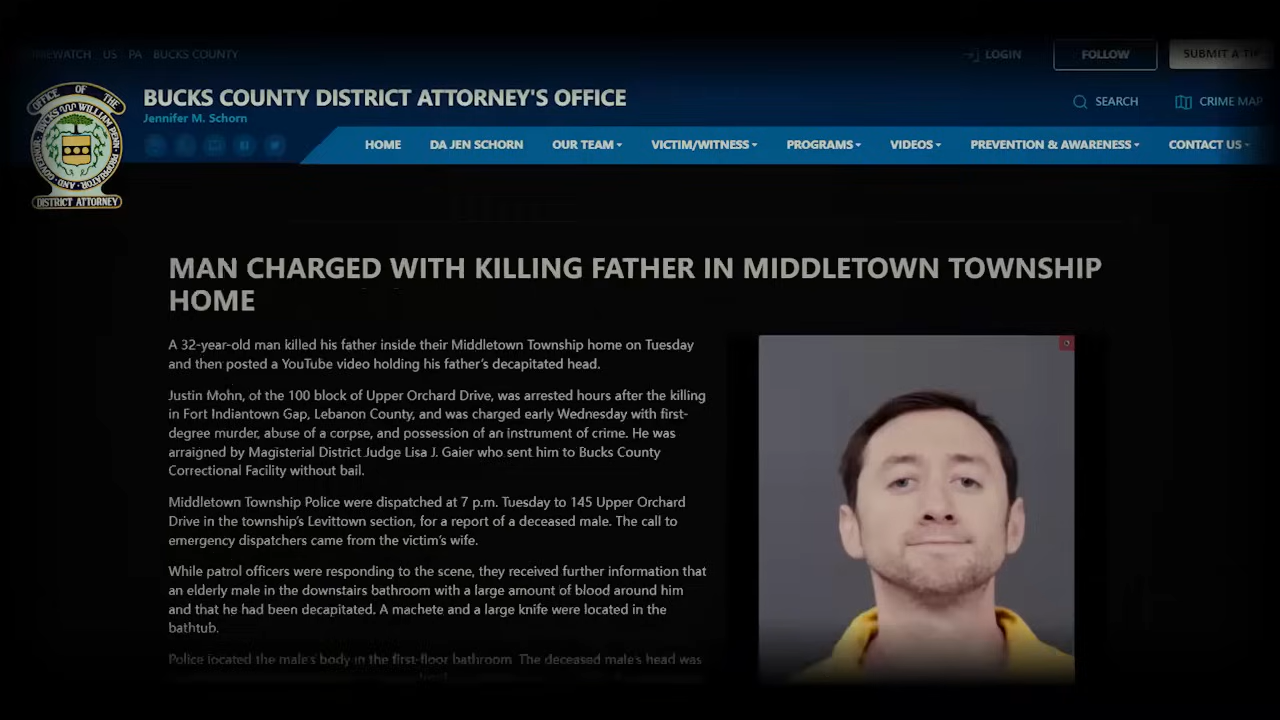 US PA BUCKS COUNTY
LOGIN
FOLLOW
SUBMIT A TIP
BUCKS COUNTY DISTRICT ATTORNEY'S OFFICE
Jennifer M. Schorn
SEARCH
CRIME MAP
OFFICE OF THE
DISTRICT ATTORNEY
HOME
DA JEN SCHORN
OUR TEAM
VICTIM/WITNESS
PROGRAMS
VIDEOS
PREVENTION & AWARENESS
CONTACT US
MAN CHARGED WITH KILLING FATHER IN MIDDLETOWN TOWNSHIP
HOME
A 32-year-old man killed his father inside their Middletown Township home on Tuesday
and then posted a YouTube video holding his father's decapitated head.
Justin Mohn, of the 100 block of Upper Orchard Drive, was arrested hours after the killing
in Fort Indiantown Gap, Lebanon County, and was charged early Wednesday with first-
degree murder, abuse of a corpse, and possession of an instrument of crime. He was
arraigned by Magisterial District Judge Lisa J. Gaier who sent him to Bucks County
Correctional Facility without bail.
Middletown Township Police were dispatched at 7 p.m. Tuesday to 145 Upper Orchard
Drive in the township's Levittown section, for a report of a deceased male. The call to
emergency dispatchers came from the victim's wife.
While patrol officers were responding to the scene, they received further information that
an elderly male in the downstairs bathroom with a large amount of blood around him
and that he had been decapitated. A machete and a large knife were located in the
bathtub.
Police located the male's body in the first-floor bathroom. The deceased male's head was